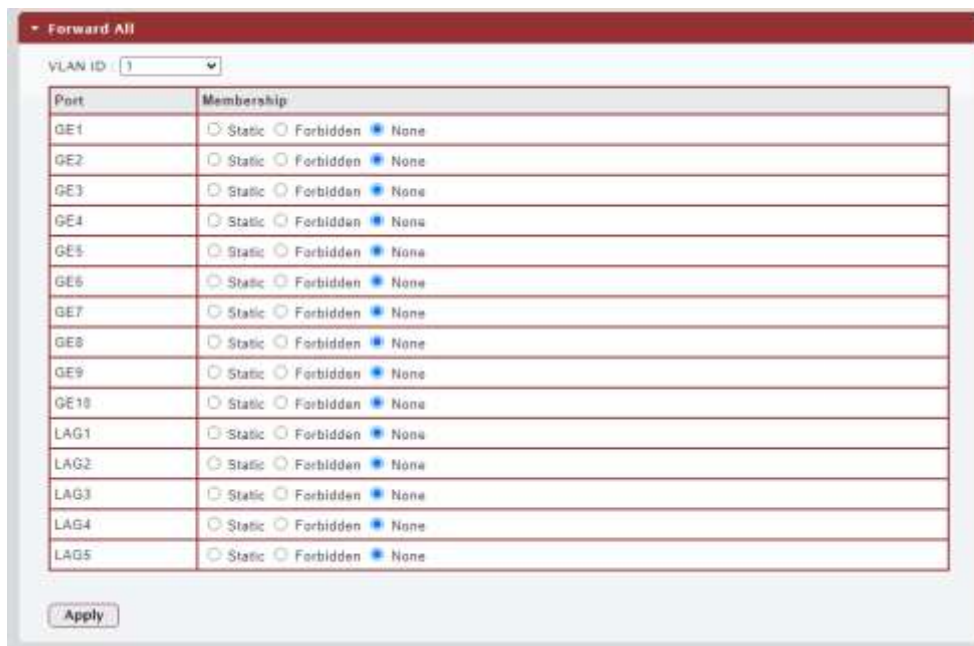 Forward All
VLAN ID : 1
Port Membership
GE1 Static Forbidden None
GE2 Static Forbidden None
GE3 Static Forbidden None
GE4 Static Forbidden None
GE5 Static Forbidden None
GE6 Static Forbidden None
GE7 Static Forbidden None
GE8 Static Forbidden None
GE9 Static Forbidden None
GE10 Static Forbidden None
LAG1 Static Forbidden None
LAG2 Static Forbidden None
LAG3 Static Forbidden None
LAG4 Static Forbidden None
LAG5 Static Forbidden None
Apply